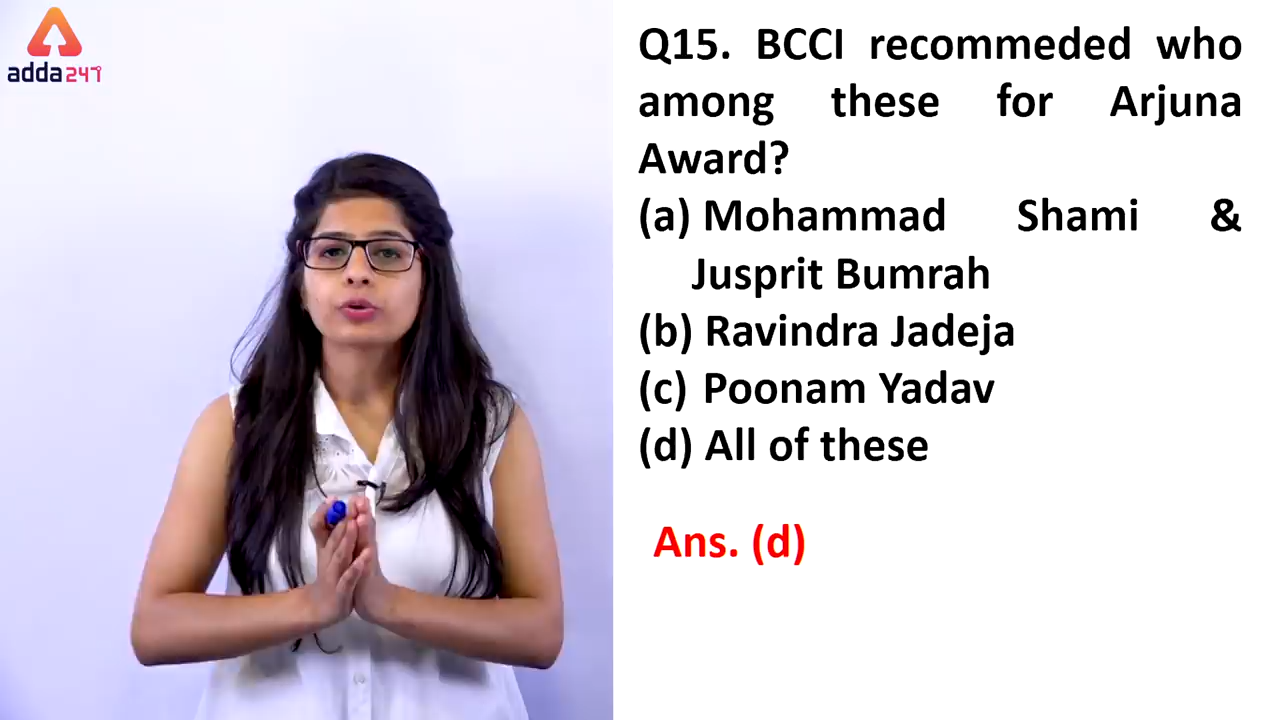 adda247
Q15. BCCI recommeded who
among these for Arjuna
Award?
(a) Mohammad Shami &
Jusprit Bumrah
(b) Ravindra Jadeja
(c) Poonam Yadav
(d) All of these
Ans. (d)